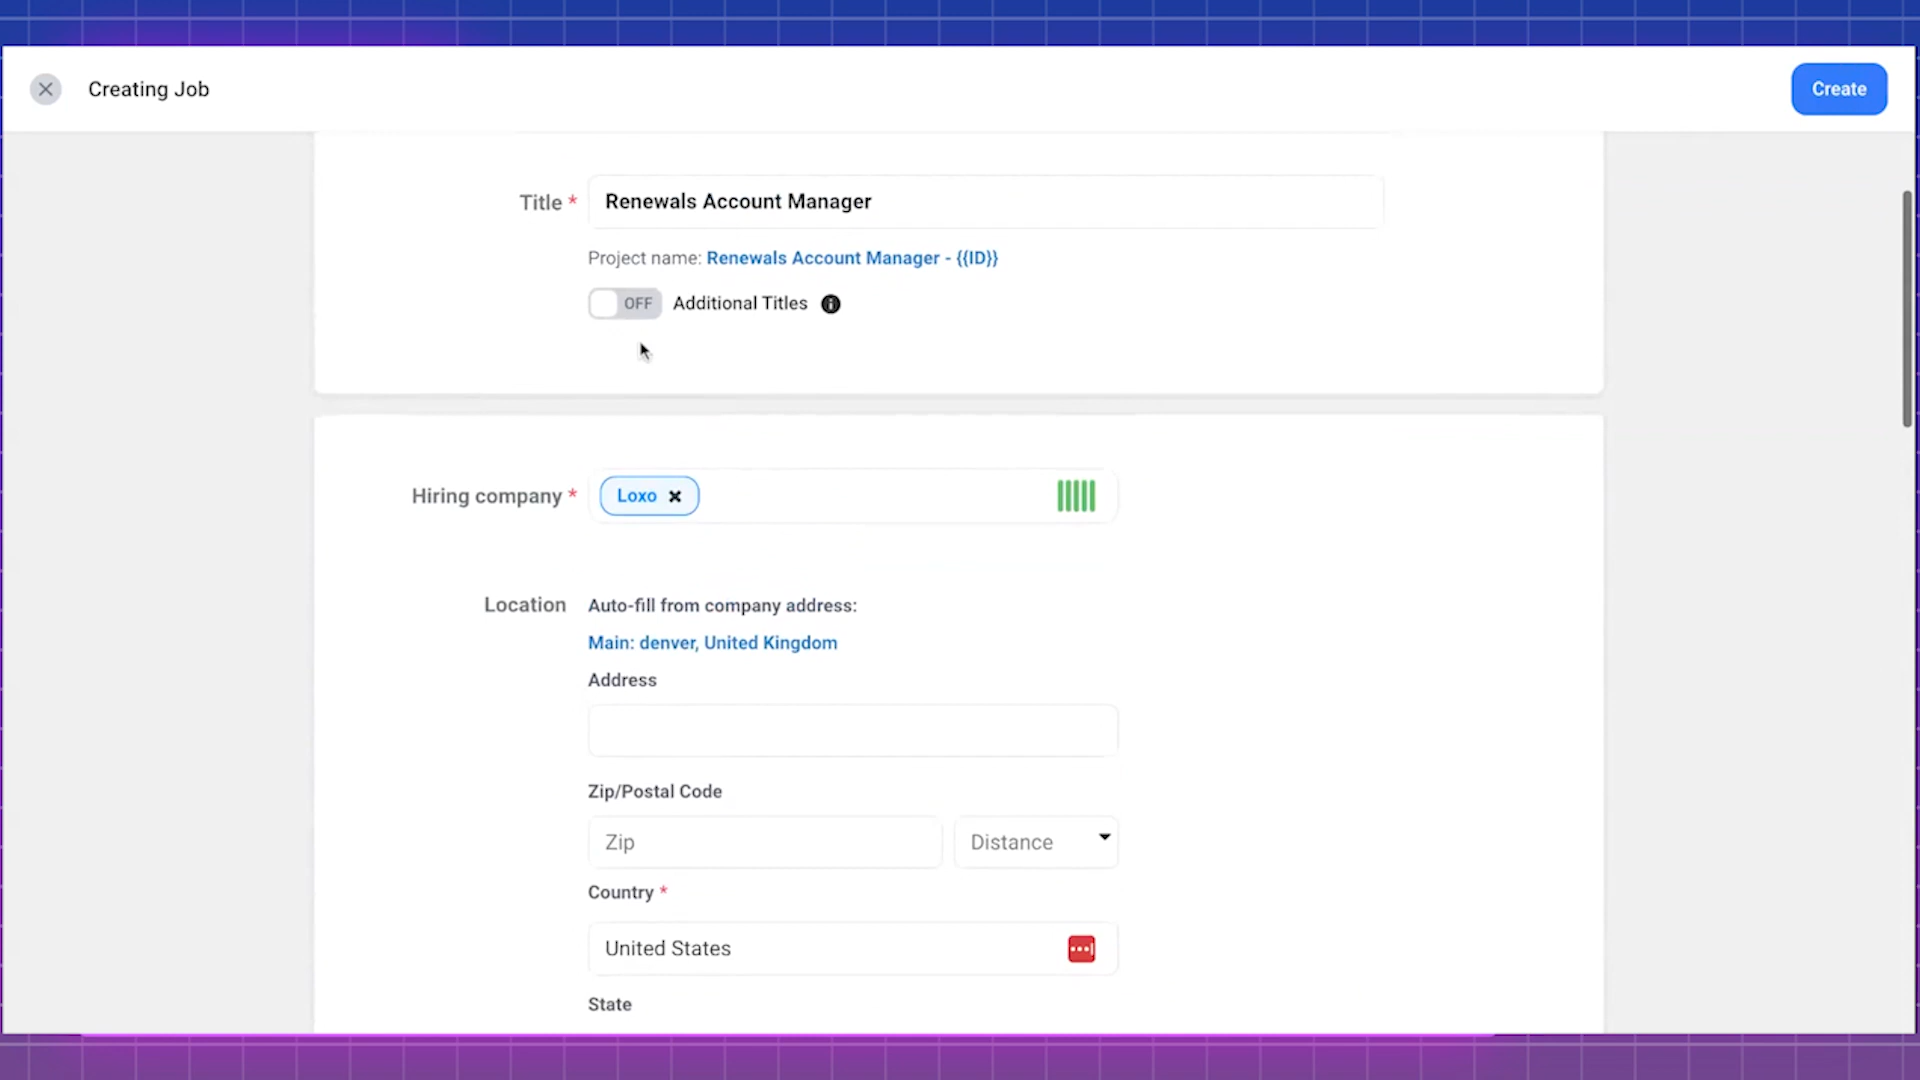 Creating Job
Create
Title *
Renewals Account Manager
Project name: Renewals Account Manager - {{ID}}
OFF
Additional Titles
Hiring company *
Loxo
Location
Auto-fill from company address:
Main: denver, United Kingdom
Address
Zip/Postal Code
Zip
Distance
Country *
United States
State